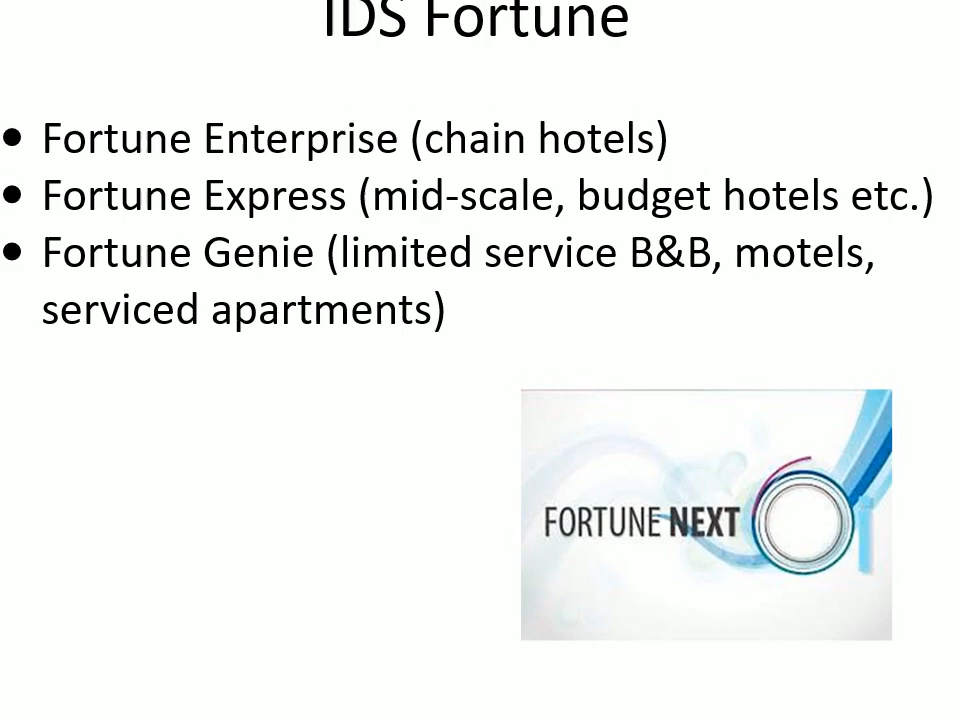 IDS Fortune
• Fortune Enterprise (chain hotels)
• Fortune Express (mid-scale, budget hotels etc.)
• Fortune Genie (limited service B&B, motels,
serviced apartments)
FORTUNE NEXT